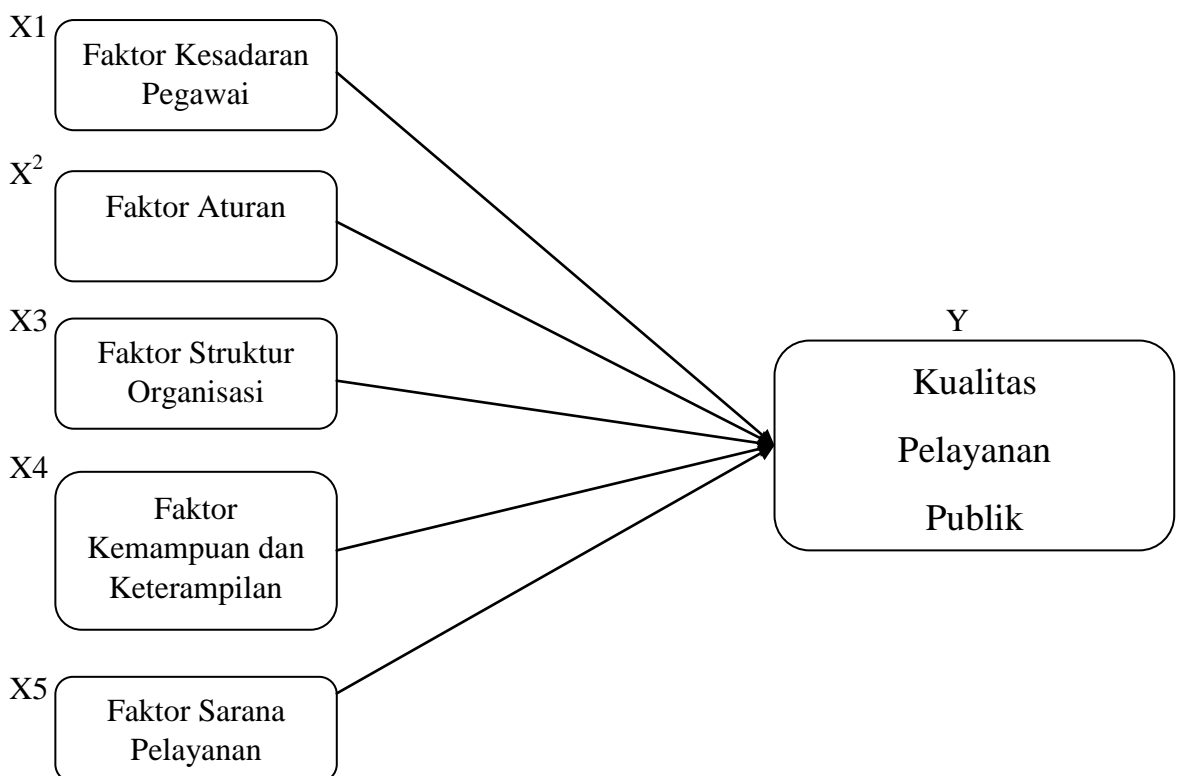 X1
Faktor Kesadaran
Pegawai
X²
Faktor Aturan
X3
Faktor Struktur
Organisasi
X4
Faktor
Kemampuan dan
Keterampilan
X5
Faktor Sarana
Pelayanan
Y
Kualitas
Pelayanan
Publik